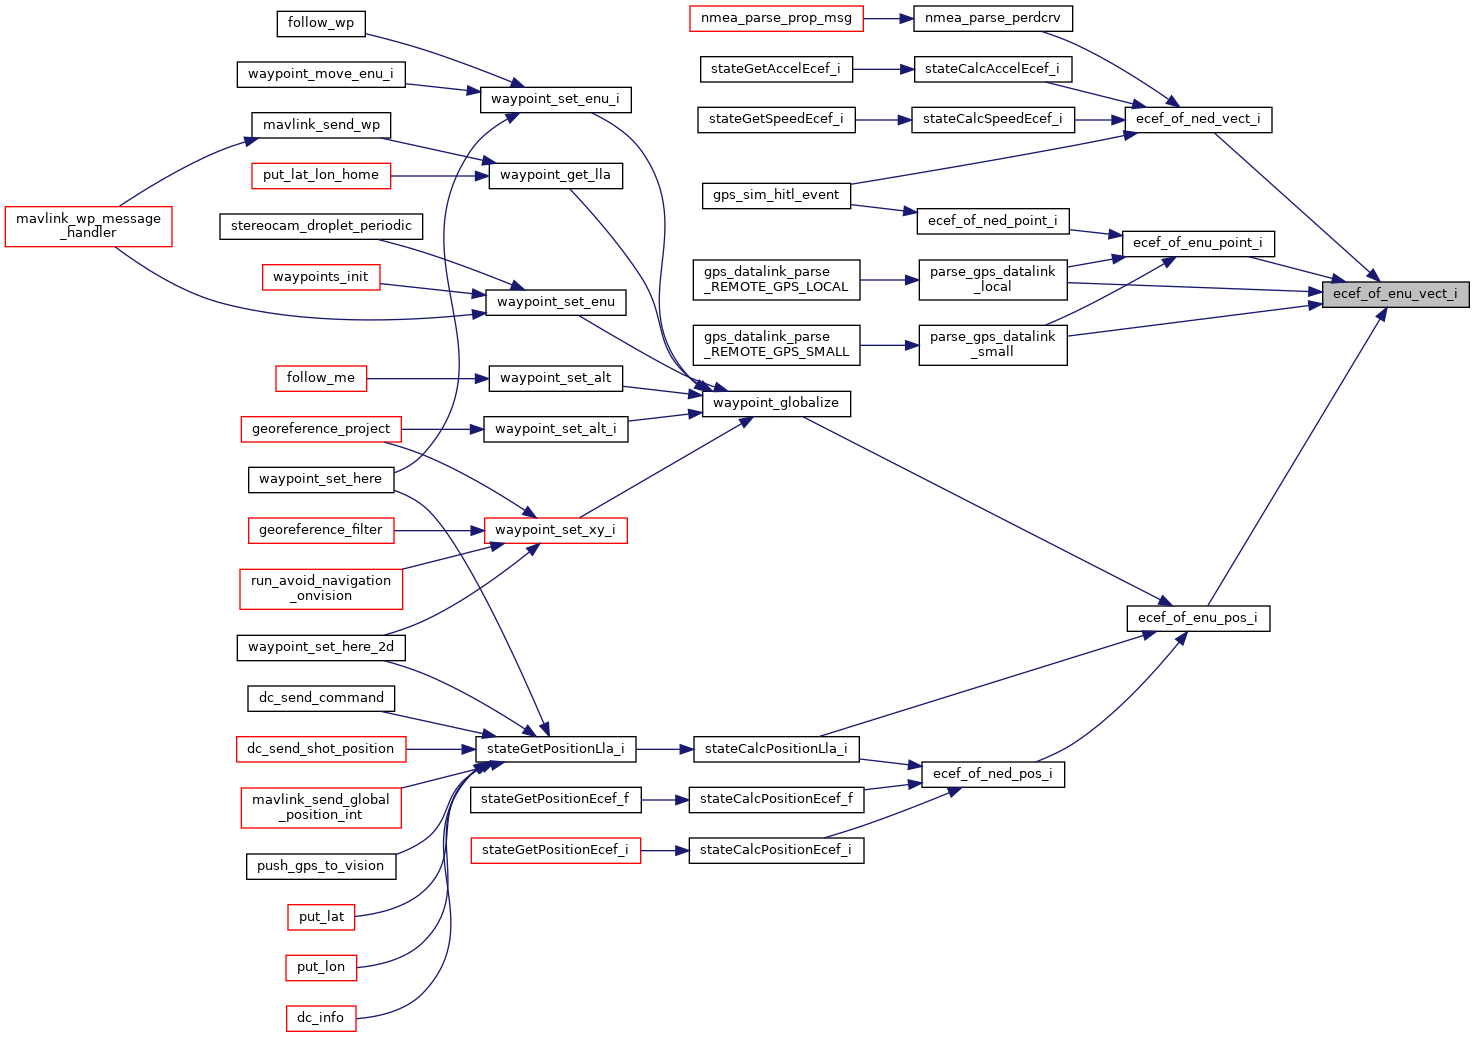 follow_wp
waypoint_move_enu_i
mavlink_send_wp
put_lat_lon_home
mavlink_wp_message
_handler
stereocam_droplet_periodic
waypoints_init
follow_me
georeference_project
waypoint_set_here
georeference_filter
run_avoid_navigation
_onvision
waypoint_set_here_2d
dc_send_command
dc_send_shot_position
mavlink_send_global
_position_int
push_gps_to_vision
put_lat
put_lon
dc_info
waypoint_set_enu_i
waypoint_get_lla
waypoint_set_enu
waypoint_set_alt
waypoint_set_alt_i
waypoint_set_xy_i
stateGetPositionLla_i
stateGetPositionEcef_f
stateGetPositionEcef_i
nmea_parse_prop_msg
stateGetAccelEcef_i
stateGetSpeedEcef_i
gps_sim_hitl_event
gps_datalink_parse
_REMOTE_GPS_LOCAL
gps_datalink_parse
_REMOTE_GPS_SMALL
waypoint_globalize
stateCalcPositionLla_i
stateCalcPositionEcef_f
stateCalcPositionEcef_i
nmea_parse_perdcrv
stateCalcAccelEcef_i
stateCalcSpeedEcef_i
ecef_of_ned_point_i
parse_gps_datalink
_local
parse_gps_datalink
_small
ecef_of_ned_pos_i
ecef_of_ned_vect_i
ecef_of_enu_point_i
ecef_of_enu_pos_i
ecef_of_enu_vect_i